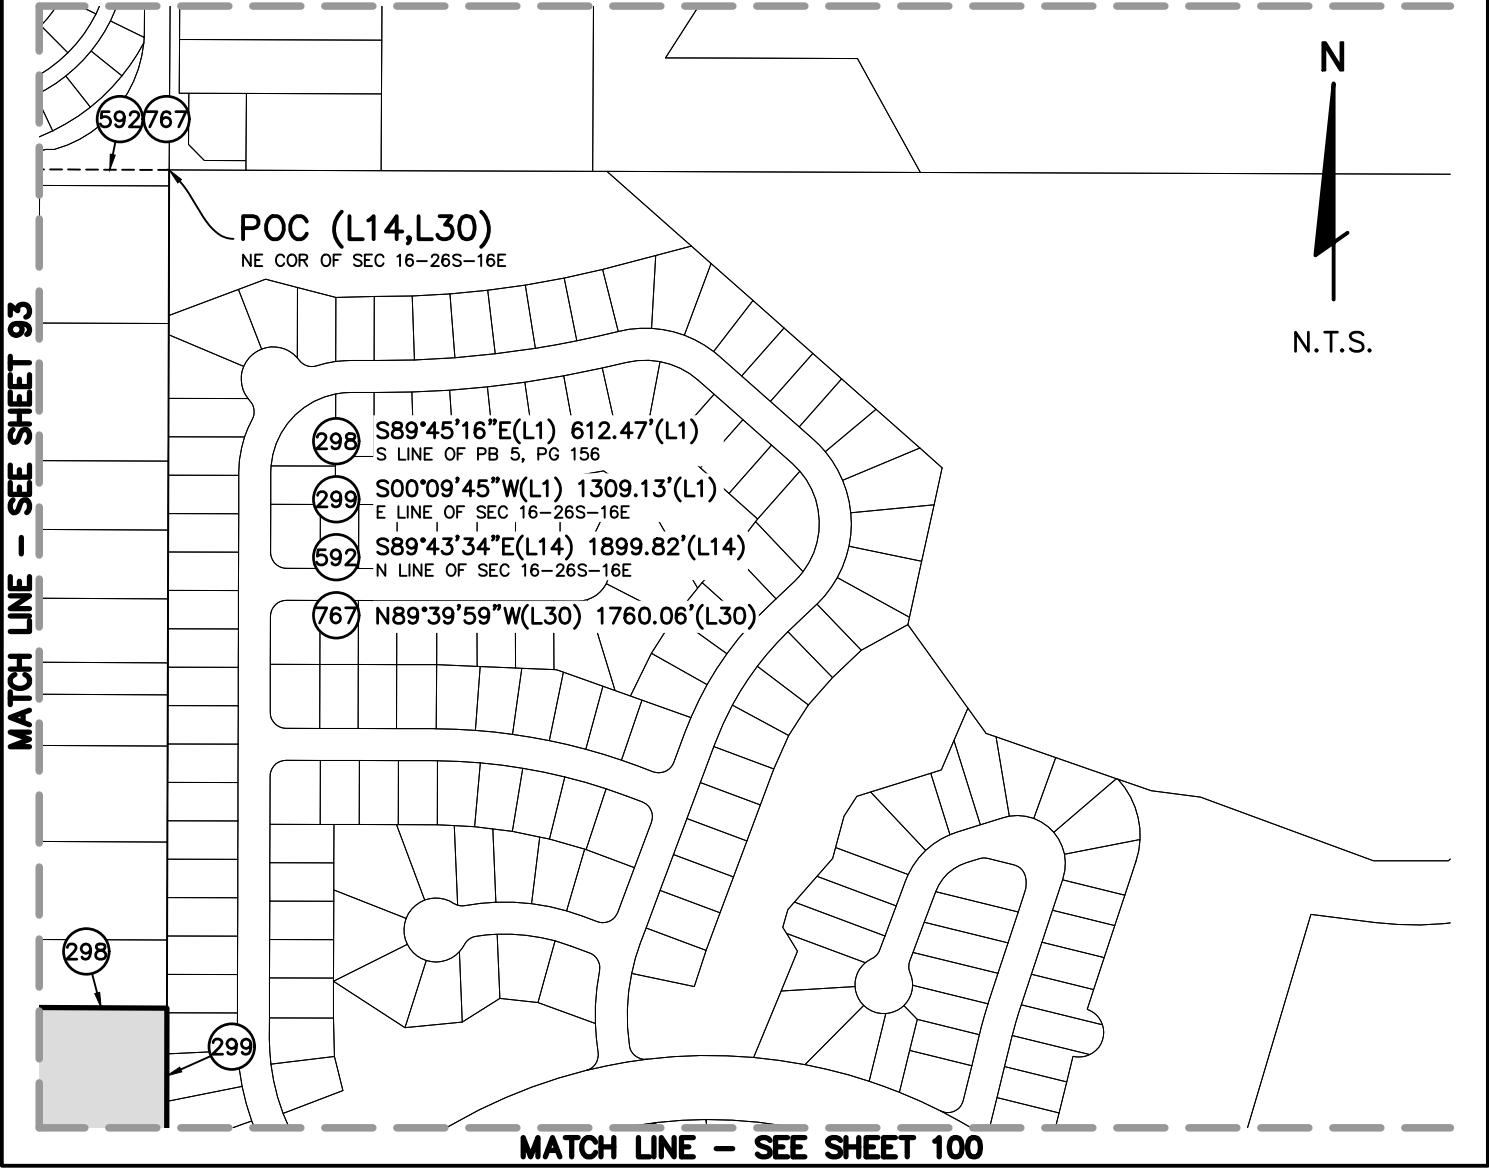 N
N.T.S.
592 767
POC (L14,L30)
NE COR OF SEC 16-26S-16E
298 S89°45'16"E(L1) 612.47'(L1)
S LINE OF PB 5, PG 156
299 S00°09'45"W(L1) 1309.13'(L1)
E LINE OF SEC 16-26S-16E
592 S89°43'34"E(L14) 1899.82'(L14)
N LINE OF SEC 16-26S-16E
767 N89°39'59"W(L30) 1760.06'(L30)
MATCH LINE - SEE SHEET 93
298
299
MATCH LINE - SEE SHEET 100